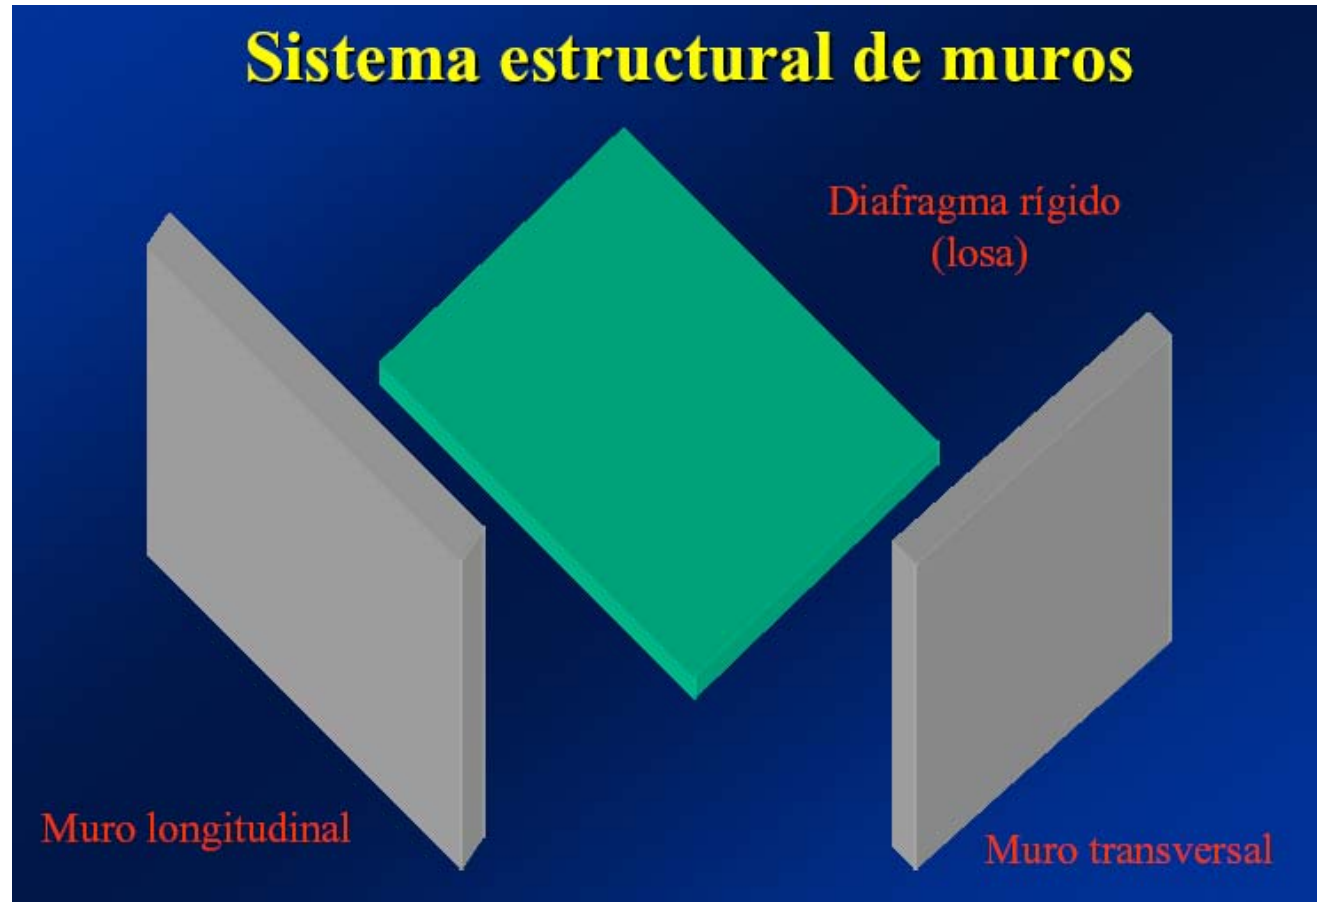 Sistema estructural de muros
Diafragma rígido
(losa)
Muro longitudinal
Muro transversal